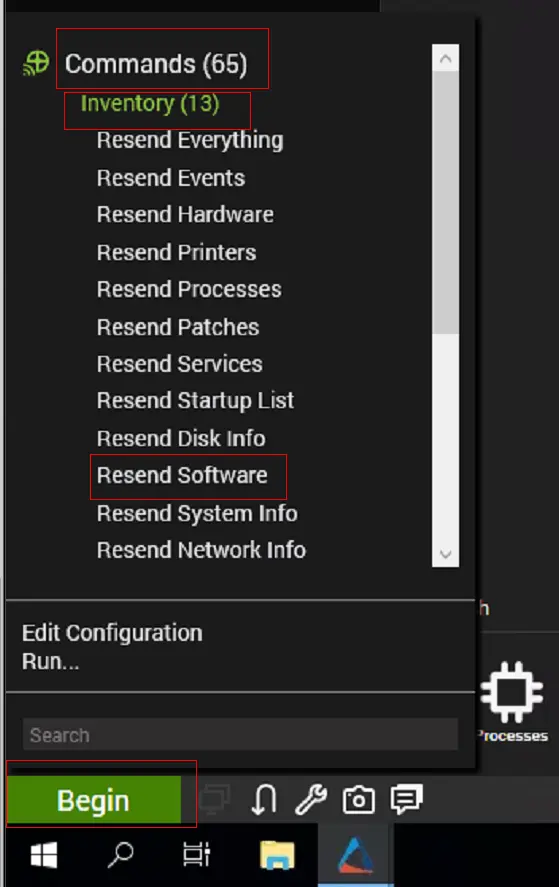 Commands (65)
Inventory (13)
Resend Everything
Resend Events
Resend Hardware
Resend Printers
Resend Processes
Resend Patches
Resend Services
Resend Startup List
Resend Disk Info
Resend Software
Resend System Info
Resend Network Info
h
Edit Configuration
Run...
Processes
Search
Begin